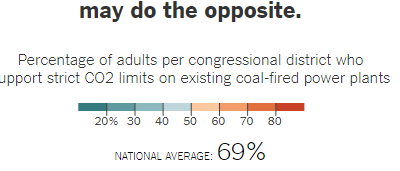 may do the opposite.
Percentage of adults per congressional district who
upport strict CO2 limits on existing coal-fired power plants
20% 30 40 50 60 70 80
NATIONAL AVERAGE: 69%